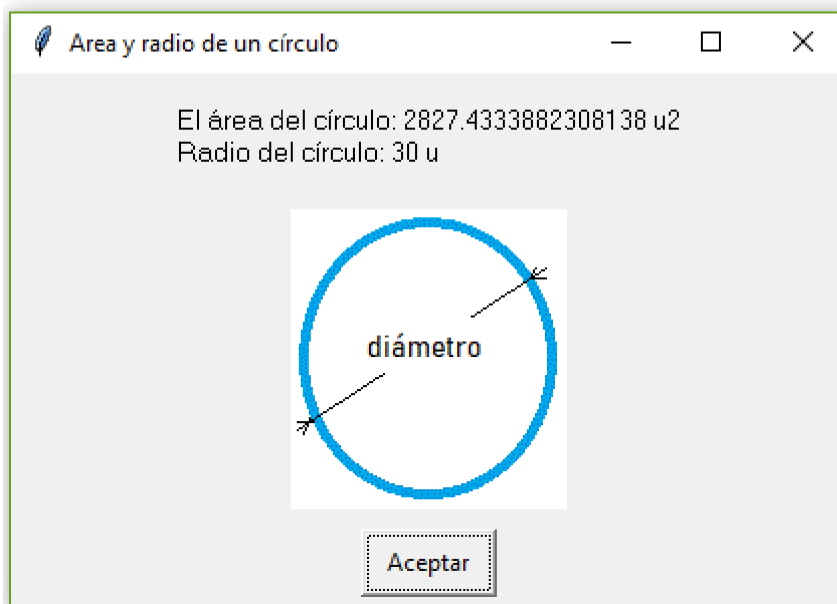 Area y radio de un círculo
El área del círculo: 2827.4333882308138 u2
Radio del círculo: 30 u
diámetro
Aceptar